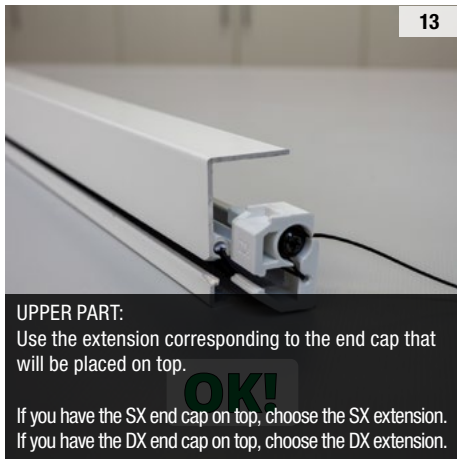 13
UPPER PART:
Use the extension corresponding to the end cap that
will be placed on top.
OK!
If you have the SX end cap on top, choose the SX extension.
If you have the DX end cap on top, choose the DX extension.